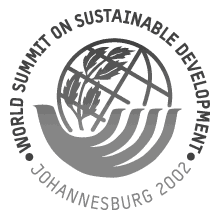 • WORLD SUMMIT ON SUSTAINABLE DEVELOPMENT •
JOHANNESBURG 2002